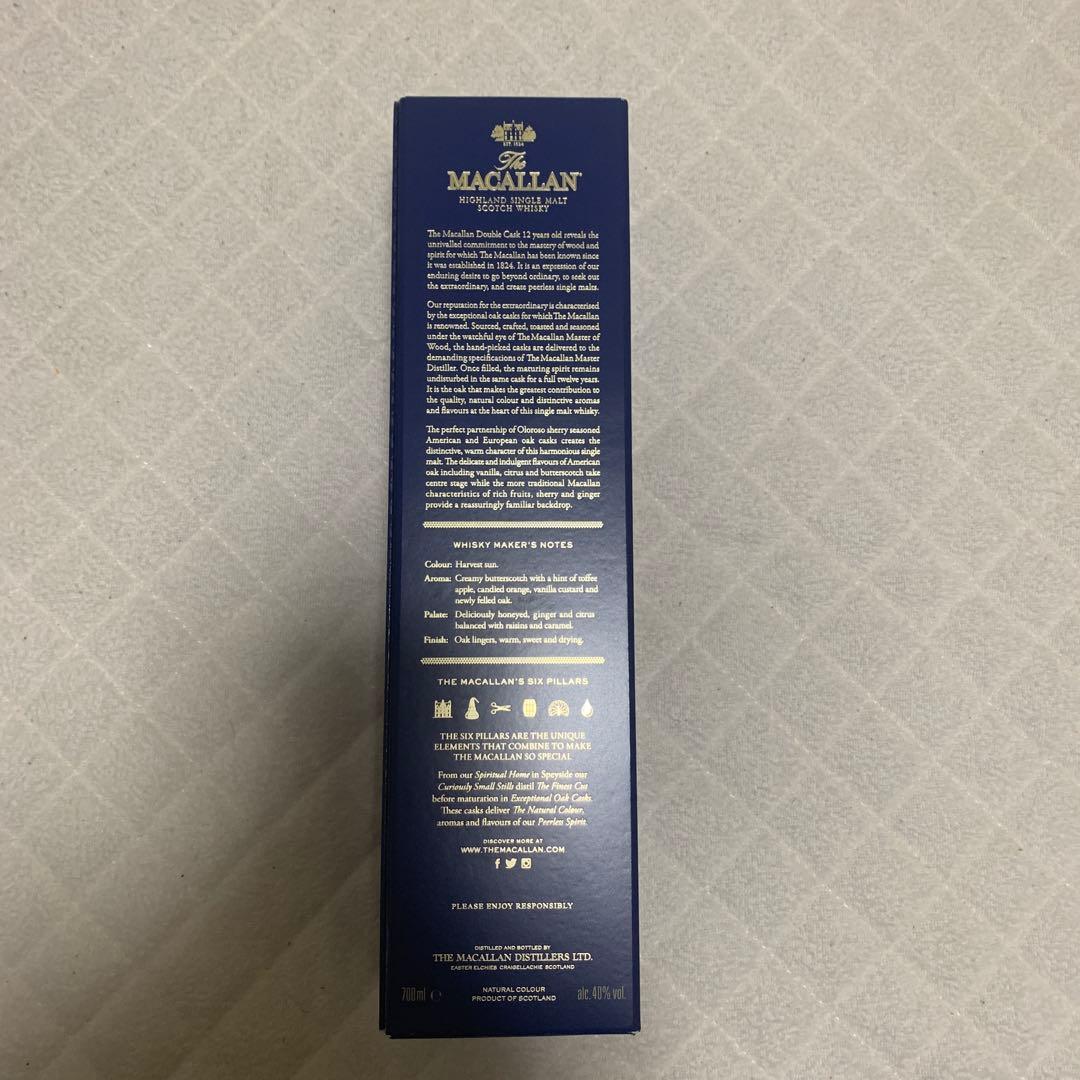 EST. 1824
The
MACALLAN
HIGHLAND SINGLE MALT
SCOTCH WHISKY
The Macallan Double Cask 12 years old reveals the
unrivalled commitment to the mastery of wood and
spirit for which The Macallan has been known since
it was established in 1824. It is an expression of our
enduring desire to go beyond ordinary, to seek out
the extraordinary, and create peerless single malts.
Our reputation for the extraordinary is characterised
by the exceptional oak casks for which The Macallan
is renowned. Sourced, crafted, toasted and seasoned
under the watchful eye of The Macallan Master of
Wood, the hand-picked casks are delivered to the
demanding specifications of The Macallan Master
Distiller. Once filled, the maturing spirit remains
undisturbed in the same cask for a full twelve years.
It is the oak that makes the greatest contribution to
the quality, natural colour and distinctive aromas
and flavours at the heart of this single malt whisky.
The perfect partnership of Oloroso sherry seasoned
American and European oak casks creates the
distinctive, warm character of this harmonious single
malt. The delicate and indulgent flavours of American
oak including vanilla, citrus and butterscotch take
centre stage while the more traditional Macallan
characteristics of rich fruits, sherry and ginger
provide a reassuringly familiar backdrop.
WHISKY MAKER'S NOTES
Colour: Harvest sun.
Aroma: Creamy butterscotch with a hint of toffee
apple, candied orange, vanilla custard and
newly felled oak.
Palate: Deliciously honeyed, ginger and citrus
balanced with raisins and caramel.
Finish: Oak lingers, warm, sweet and drying.
THE MACALLAN'S SIX PILLARS
THE SIX PILLARS ARE THE UNIQUE
ELEMENTS THAT COMBINE TO MAKE
THE MACALLAN SO SPECIAL
From our Spiritual Home in Speyside our
Curiously Small Stills distil The Finest Cut
before maturation in Exceptional Oak Casks.
These casks deliver The Natural Colour,
aromas and flavours of our Peerless Spirit.
DISCOVER MORE AT
WWW.THEMACALLAN.COM
PLEASE ENJOY RESPONSIBLY
DISTILLED AND BOTTLED BY
THE MACALLAN DISTILLERS LTD.
EASTER ELCHIES CRAIGELLACHIE SCOTLAND
700ml e NATURAL COLOUR alc. 40% vol.
PRODUCT OF SCOTLAND